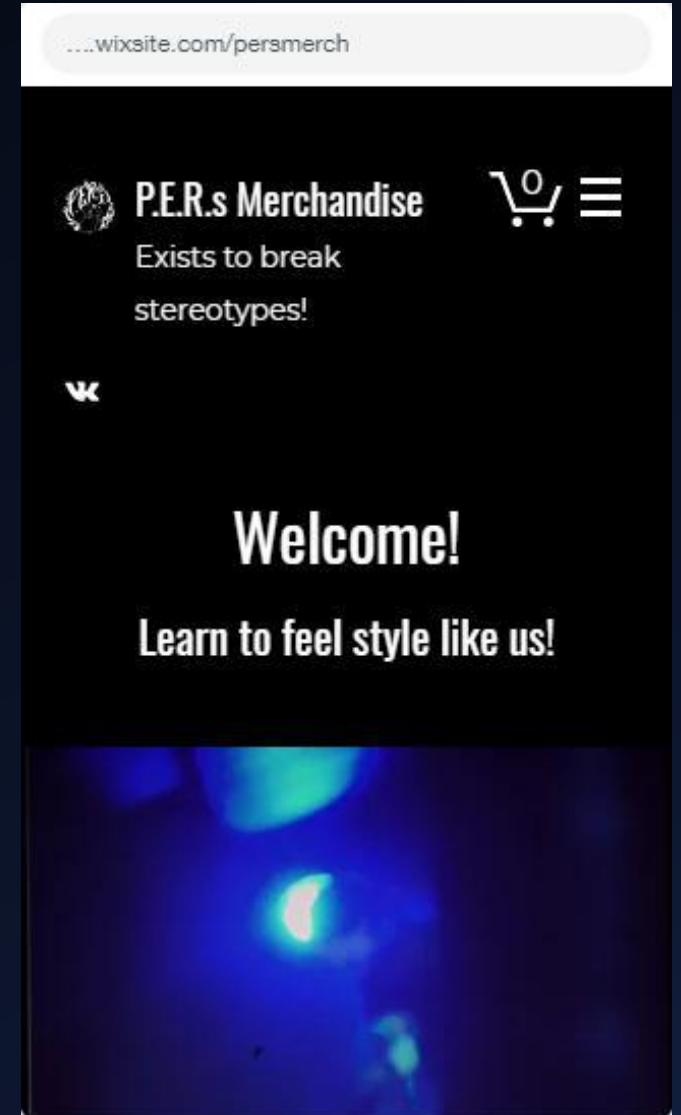 ....wixsite.com/persmerch
P.E.R.s Merchandise
0
Exists to break
stereotypes!
Welcome!
Learn to feel style like us!